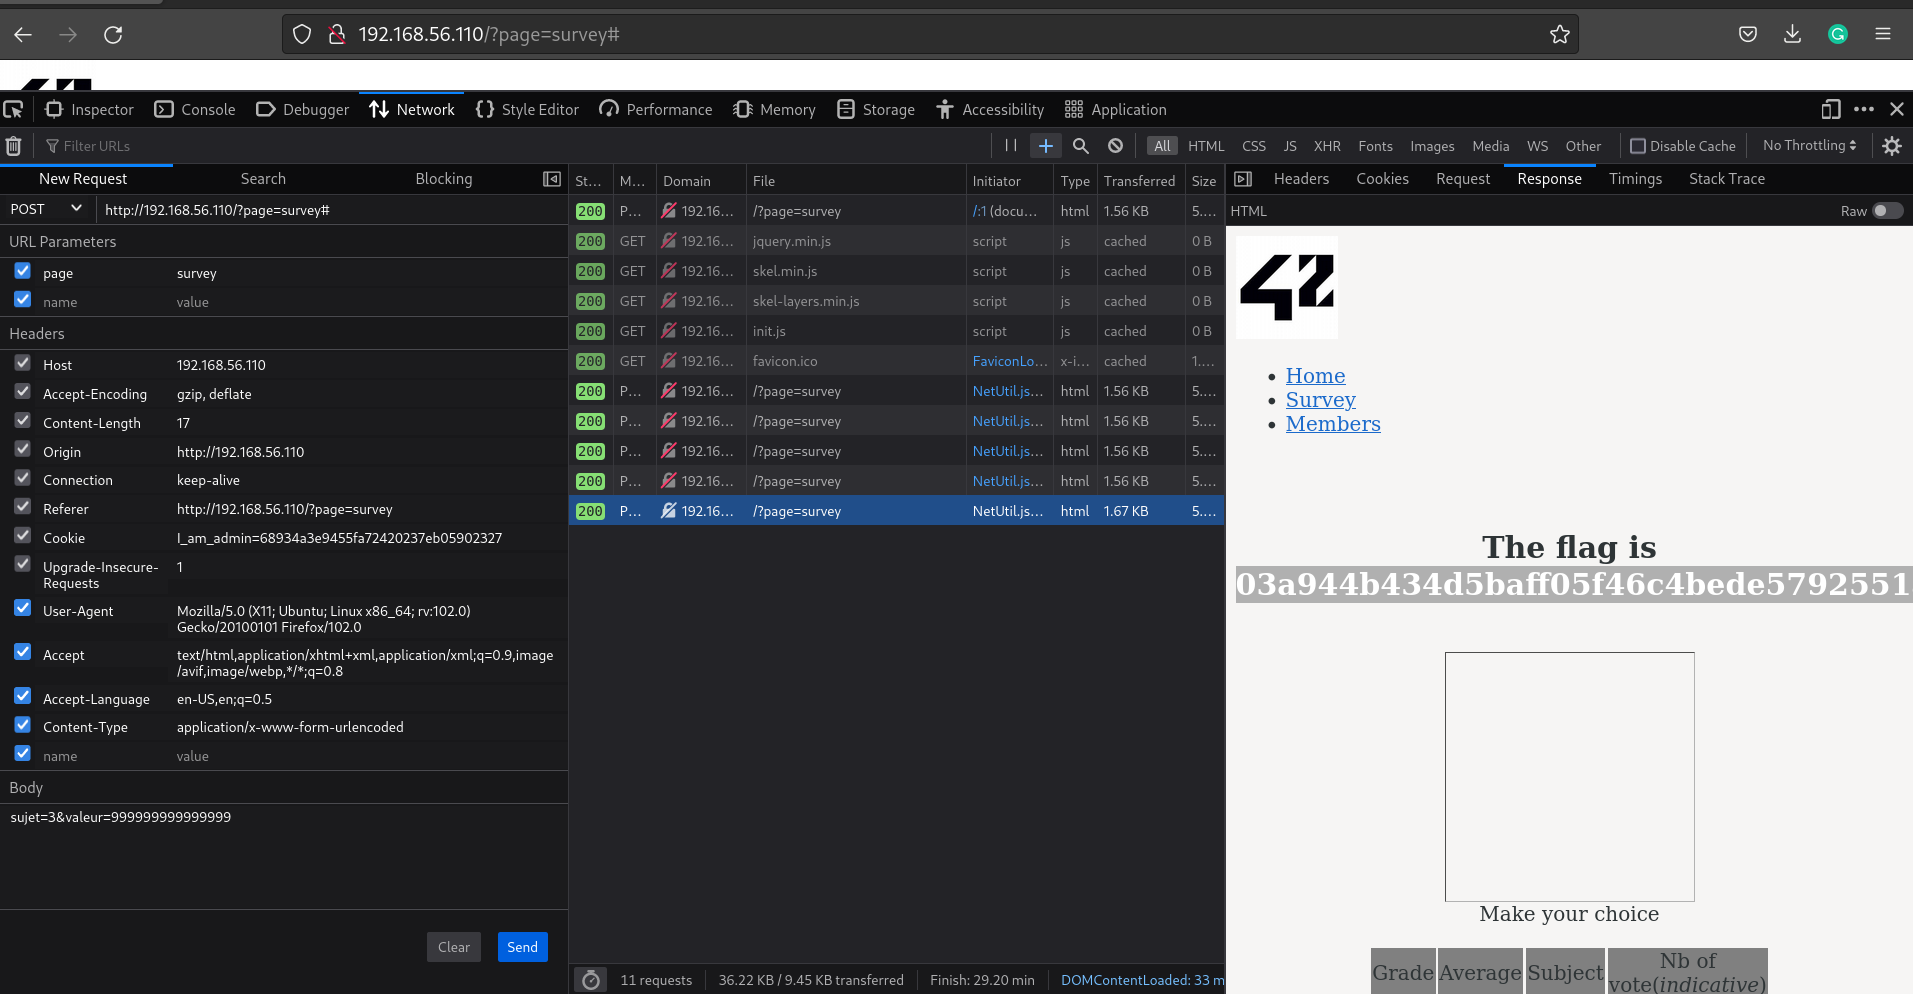 192.168.56.110/?page=survey#
Inspector Console Debugger Network Style Editor Performance Memory Storage Accessibility Application
Filter URLs
All HTML CSS JS XHR Fonts Images Media WS Other Disable Cache No Throttling
New Request Search Blocking
POST http://192.168.56.110/?page=survey#
URL Parameters
page survey
name value
Headers
Host 192.168.56.110
Accept-Encoding gzip, deflate
Content-Length 17
Origin http://192.168.56.110
Connection keep-alive
Referer http://192.168.56.110/?page=survey
Cookie I_am_admin=68934a3e9455fa72420237eb05902327
Upgrade-Insecure-Requests 1
User-Agent Mozilla/5.0 (X11; Ubuntu; Linux x86_64; rv:102.0)
Gecko/20100101 Firefox/102.0
Accept text/html,application/xhtml+xml,application/xml;q=0.9,image
/avif,image/webp,*/*;q=0.8
Accept-Language en-US,en;q=0.5
Content-Type application/x-www-form-urlencoded
name value
Body
sujet=3&valeur=999999999999999
Clear Send
St... M... Domain File Initiator Type Transferred Size
200 P... 192.16... /?page=survey /:1 (docu... html 1.56 KB 5....
200 GET 192.16... jquery.min.js script js cached 0 B
200 GET 192.16... skel.min.js script js cached 0 B
200 GET 192.16... skel-layers.min.js script js cached 0 B
200 GET 192.16... init.js script js cached 0 B
200 GET 192.16... favicon.ico FaviconLo... x-i... cached 1....
200 P... 192.16... /?page=survey NetUtil.js... html 1.56 KB 5....
200 P... 192.16... /?page=survey NetUtil.js... html 1.56 KB 5....
200 P... 192.16... /?page=survey NetUtil.js... html 1.56 KB 5....
200 P... 192.16... /?page=survey NetUtil.js... html 1.56 KB 5....
200 P... 192.16... /?page=survey NetUtil.js... html 1.67 KB 5....
11 requests 36.22 KB / 9.45 KB transferred Finish: 29.20 min DOMContentLoaded: 33 m
Headers Cookies Request Response Timings Stack Trace
HTML Raw
42
Home
Survey
Members
The flag is
03a944b434d5baff05f46c4bede5792551
Make your choice
Grade Average Subject Nb of
vote(indicative)